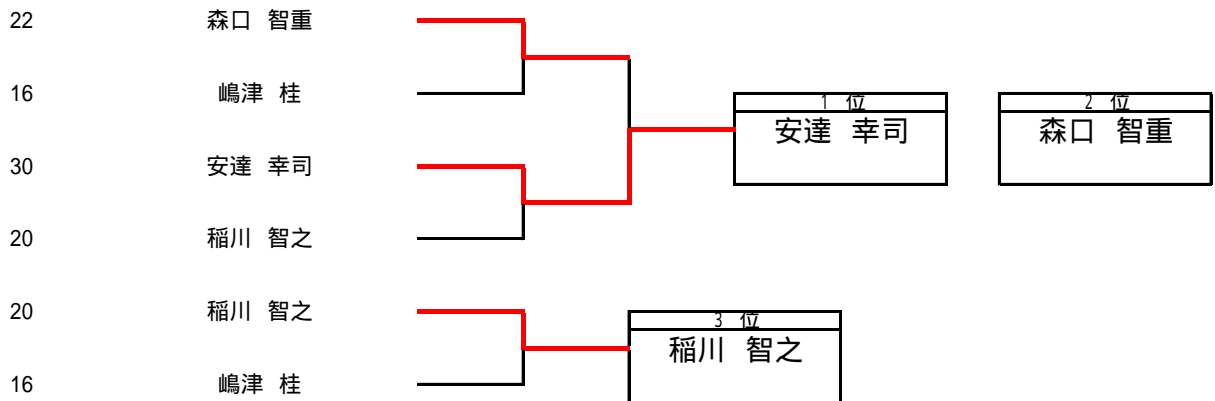 22 森口 智重
16 嶋津 桂
1 位
2 位
安達 幸司
森口 智重
30 安達 幸司
20 稲川 智之
20 稲川 智之
3 位
稲川 智之
16 嶋津 桂